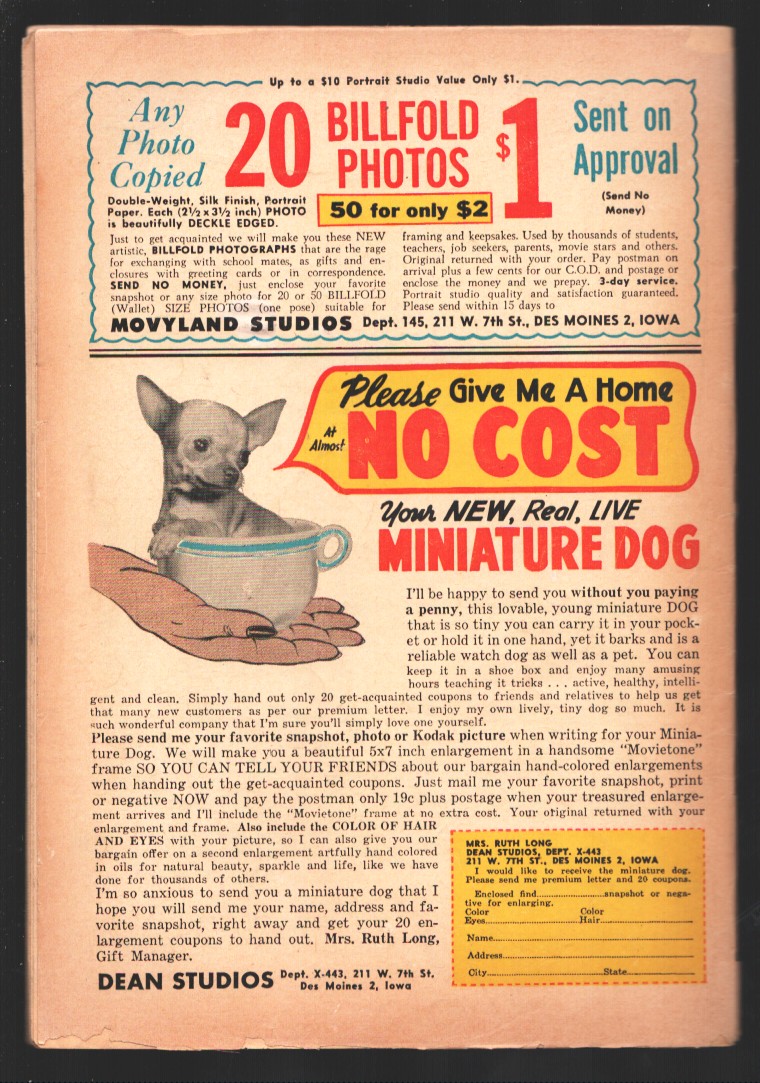 Up to a $10 Portrait Studio Value Only $1.
Any
Photo
Copied
20
BILLFOLD
PHOTOS
50 for only $2
$1
Sent on
Approval
(Send No
Money)
Double-Weight, Silk Finish, Portrait
Paper. Each (2½ x 3½ inch) PHOTO
is beautifully DECKLE EDGED.
Just to get acquainted we will make you these NEW
artistic, BILLFOLD PHOTOGRAPHS that are the rage
for exchanging with school mates, as gifts and en-
closures with greeting cards or in correspondence.
SEND NO MONEY, just enclose your favorite
snapshot or any size photo for 20 or 50 BILLFOLD
(Wallet) SIZE PHOTOS (one pose) suitable for
framing and keepsakes. Used by thousands of students,
teachers, job seekers, parents, movie stars and others.
Original returned with your order. Pay postman on
arrival plus a few cents for our C.O.D. and postage or
enclose the money and we prepay. 3-day service.
Portrait studio quality and satisfaction guaranteed.
Please send within 15 days to
MOVYLAND STUDIOS Dept. 145, 211 W. 7th St., DES MOINES 2, IOWA
Please Give Me A Home
At
Almost
NO COST
Your NEW, Real, LIVE
MINIATURE DOG
I'll be happy to send you without you paying
a penny, this lovable, young miniature DOG
that is so tiny you can carry it in your pock-
et or hold it in one hand, yet it barks and is a
reliable watch dog as well as a pet. You can
keep it in a shoe box and enjoy many amusing
hours teaching it tricks . . . active, healthy, intelli-
gent and clean. Simply hand out only 20 get-acquainted coupons to friends and relatives to help us get
that many new customers as per our premium letter. I enjoy my own lively, tiny dog so much. It is
such wonderful company that I'm sure you'll simply love one yourself.
Please send me your favorite snapshot, photo or Kodak picture when writing for your Minia-
ture Dog. We will make you a beautiful 5x7 inch enlargement in a handsome "Movietone"
frame SO YOU CAN TELL YOUR FRIENDS about our bargain hand-colored enlargements
when handing out the get-acquainted coupons. Just mail me your favorite snapshot, print
or negative NOW and pay the postman only 19c plus postage when your treasured enlarge-
ment arrives and I'll include the "Movietone" frame at no extra cost. Your original returned with your
enlargement and frame. Also include the COLOR OF HAIR
AND EYES with your picture, so I can also give you our
bargain offer on a second enlargement artfully hand colored
in oils for natural beauty, sparkle and life, like we have
done for thousands of others.
I'm so anxious to send you a miniature dog that I
hope you will send me your name, address and fa-
vorite snapshot, right away and get your 20 en-
largement coupons to hand out. Mrs. Ruth Long,
Gift Manager.
DEAN STUDIOS Dept. X-443, 211 W. 7th St.
Des Moines 2, Iowa
MRS. RUTH LONG
DEAN STUDIOS, DEPT. X-443
211 W. 7TH ST., DES MOINES 2, IOWA
I would like to receive the miniature dog.
Please send me premium letter and 20 coupons.
Enclosed find....................snapshot or nega-
tive for enlarging.
Color Color
Eyes.................... Hair....................
Name....................
Address....................
City.................... State....................